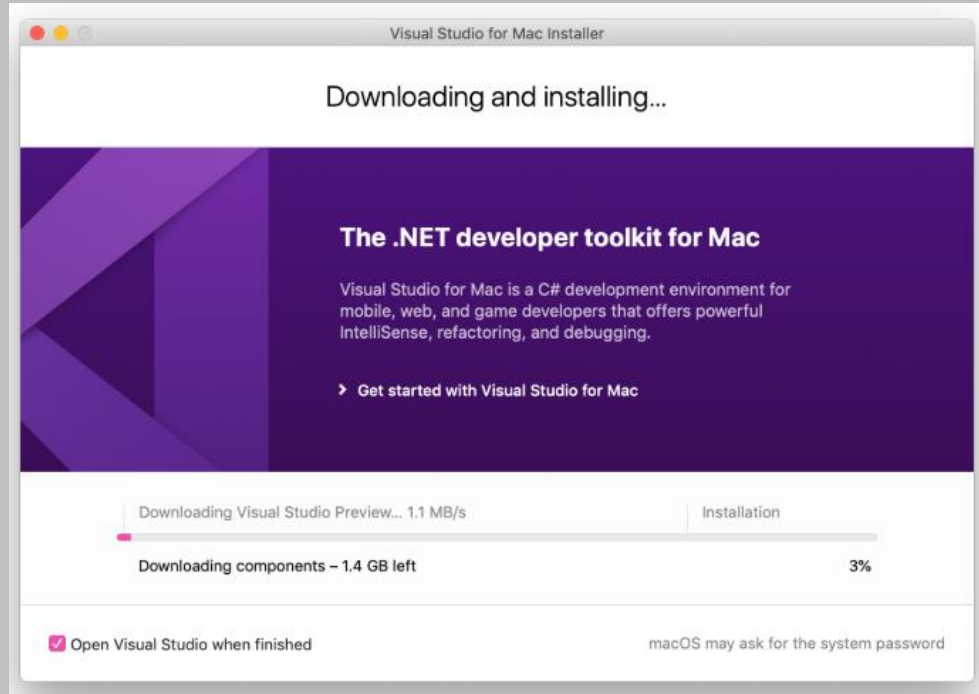 Visual Studio for Mac Installer
Downloading and installing...
The .NET developer toolkit for Mac
Visual Studio for Mac is a C# development environment for
mobile, web, and game developers that offers powerful
IntelliSense, refactoring, and debugging.
Get started with Visual Studio for Mac
Downloading Visual Studio Preview... 1.1 MB/s
Installation
Downloading components – 1.4 GB left
3%
Open Visual Studio when finished
macOS may ask for the system password